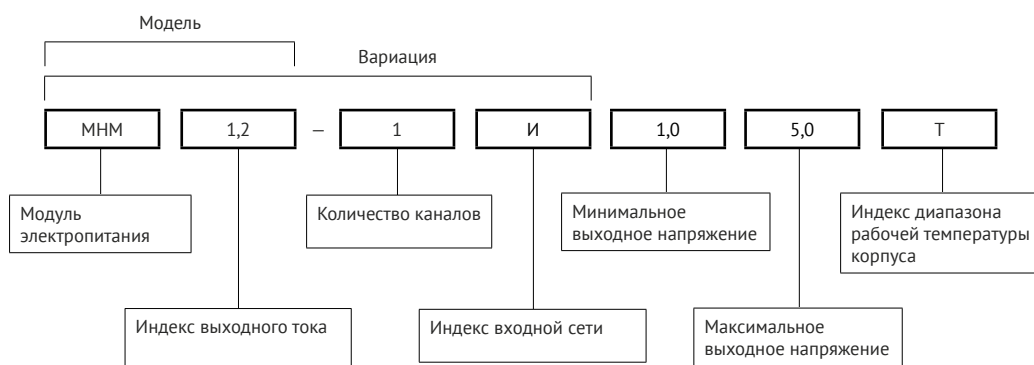 Модель
Вариация
МНМ 1,2 – 1 И 1,0 5,0 Т
Модуль
электропитания
Количество каналов
Минимальное
выходное напряжение
Индекс диапазона
рабочей температуры
корпуса
Индекс выходного тока
Индекс входной сети
Максимальное
выходное напряжение